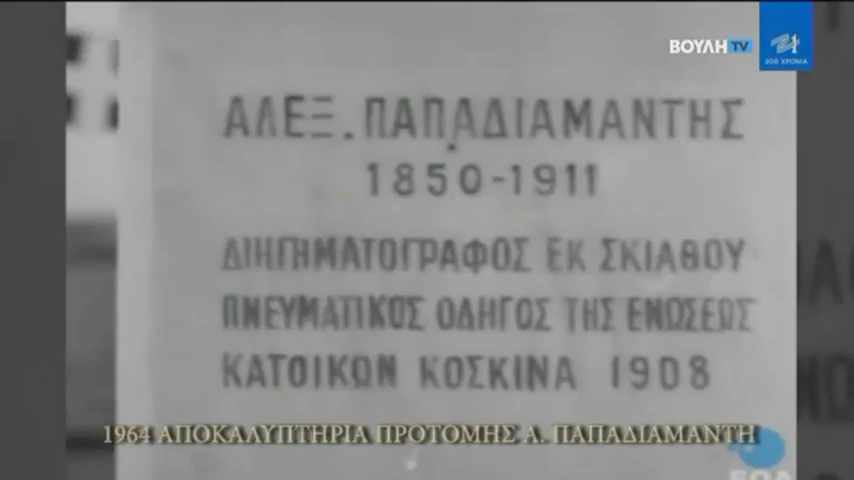 ΒΟΥΛΗ TV
200 ΧΡΟΝΙΑ
ΑΛΕΞ. ΠΑΠΑΔΙΑΜΑΝΤΗΣ
1850-1911
ΔΙΗΓΗΜΑΤΟΓΡΑΦΟΣ ΕΚ ΣΚΙΑΘΟΥ
ΠΝΕΥΜΑΤΙΚΟΣ ΟΔΗΓΟΣ ΤΗΣ ΕΝΩΣΕΩΣ
ΚΑΤΟΙΚΩΝ ΚΟΣΚΙΝΑ 1908
1964 ΑΠΟΚΑΛΥΠΤΗΡΙΑ ΠΡΟΤΟΜΗΣ Α. ΠΑΠΑΔΙΑΜΑΝΤΗ